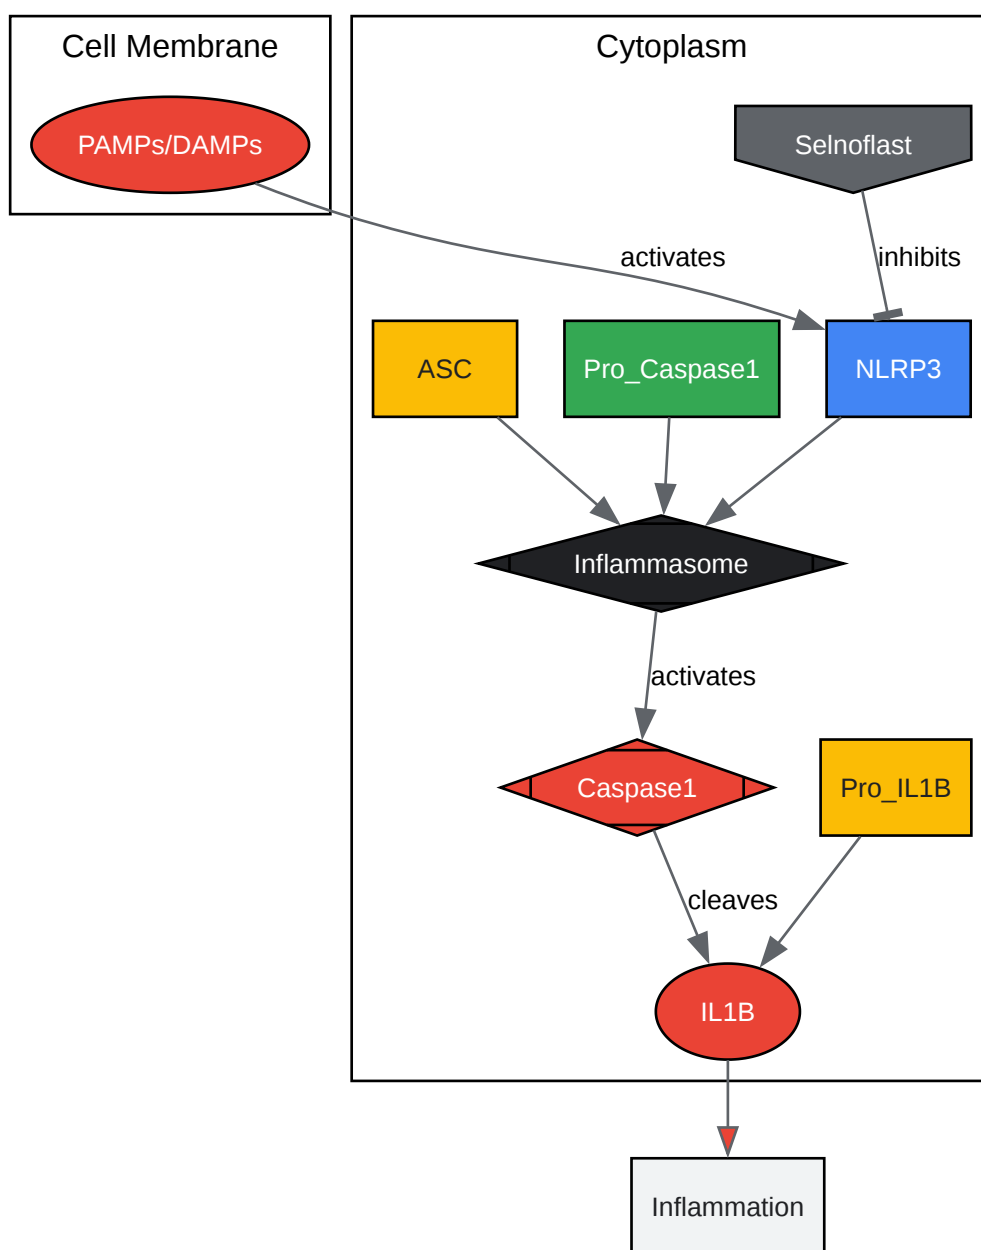 Cell Membrane
Cytoplasm
PAMPs/DAMPs
Selnoflast
activates
inhibits
ASC
Pro_Caspase1
NLRP3
Inflammasome
activates
Caspase1
Pro_IL1B
cleaves
IL1B
Inflammation